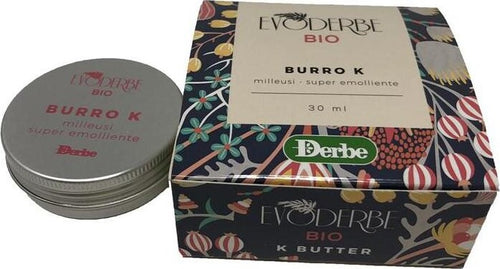 EVODERBE
BIO
BURRO K
milleusi
super emolliente
Derbe
EVODERBE
BIO
BURRO K
milleusi · super emolliente
30 ml
Derbe
EVODERBE
BIO
K BUTTER